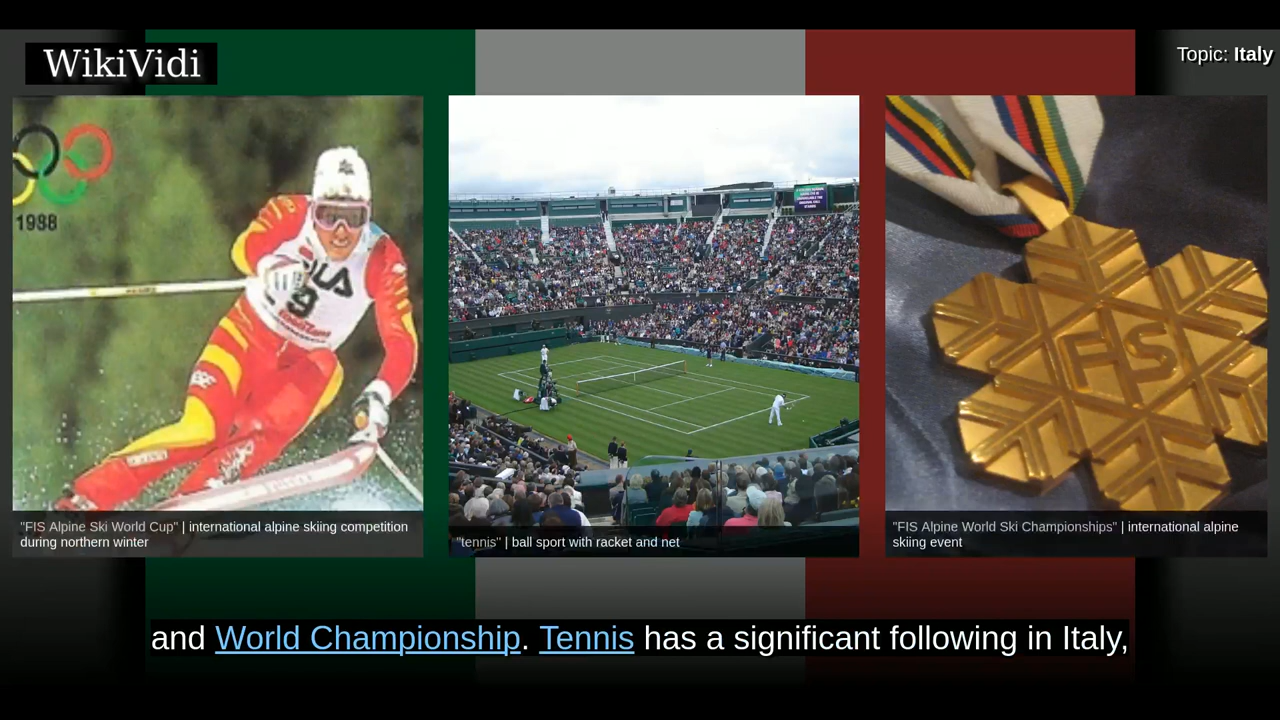 WikiVidi
Topic: Italy
1988
FILA
9
"FIS Alpine Ski World Cup" | international alpine skiing competition
during northern winter
"tennis" | ball sport with racket and net
FIS
"FIS Alpine World Ski Championships" | international alpine
skiing event
and World Championship. Tennis has a significant following in Italy,